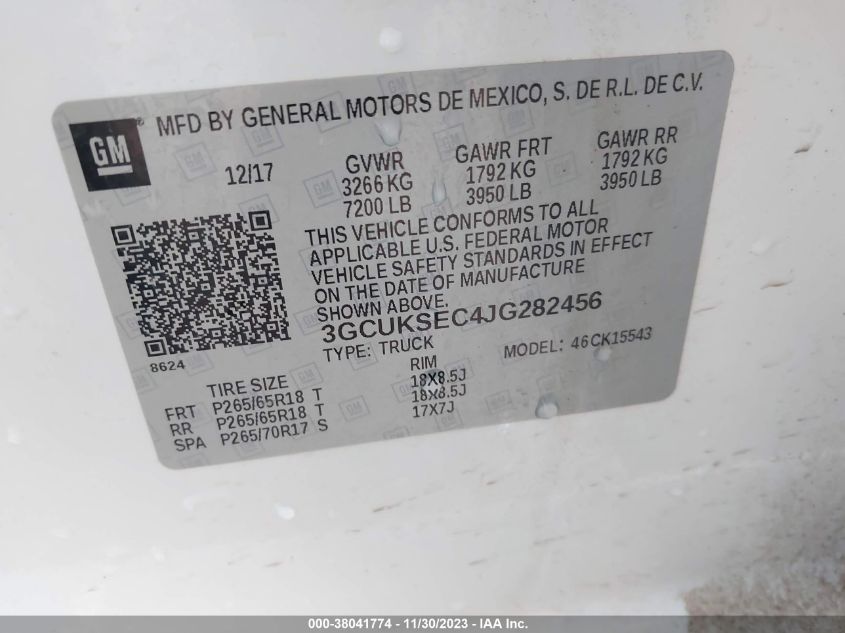 GM ® MFD BY GENERAL MOTORS DE MEXICO, S. DE R.L. DE C.V.
12/17
GVWR
3266 KG
7200 LB
GAWR FRT
1792 KG
3950 LB
GAWR RR
1792 KG
3950 LB
THIS VEHICLE CONFORMS TO ALL
APPLICABLE U.S. FEDERAL MOTOR
VEHICLE SAFETY STANDARDS IN EFFECT
ON THE DATE OF MANUFACTURE
SHOWN ABOVE.
3GCUKSEC4JG282456
TYPE: TRUCK
MODEL: 46CK15543
8624
TIRE SIZE RIM
FRT P265/65R18 T 18X8.5J
RR P265/65R18 T 18X8.5J
SPA P265/70R17 S 17X7J
000-38041774 - 11/30/2023 - IAA Inc.